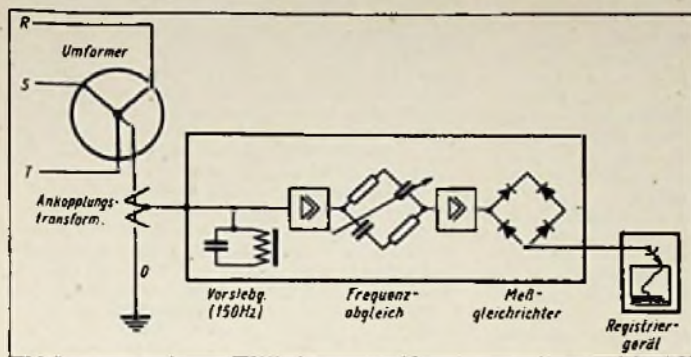 R
Umformer
S
T
Ankopplungs-
transform.
0
Vorsiebg.
(150Hz)
Frequenz-
abgleich
Meß-
gleichrichter
Registrier-
gerät